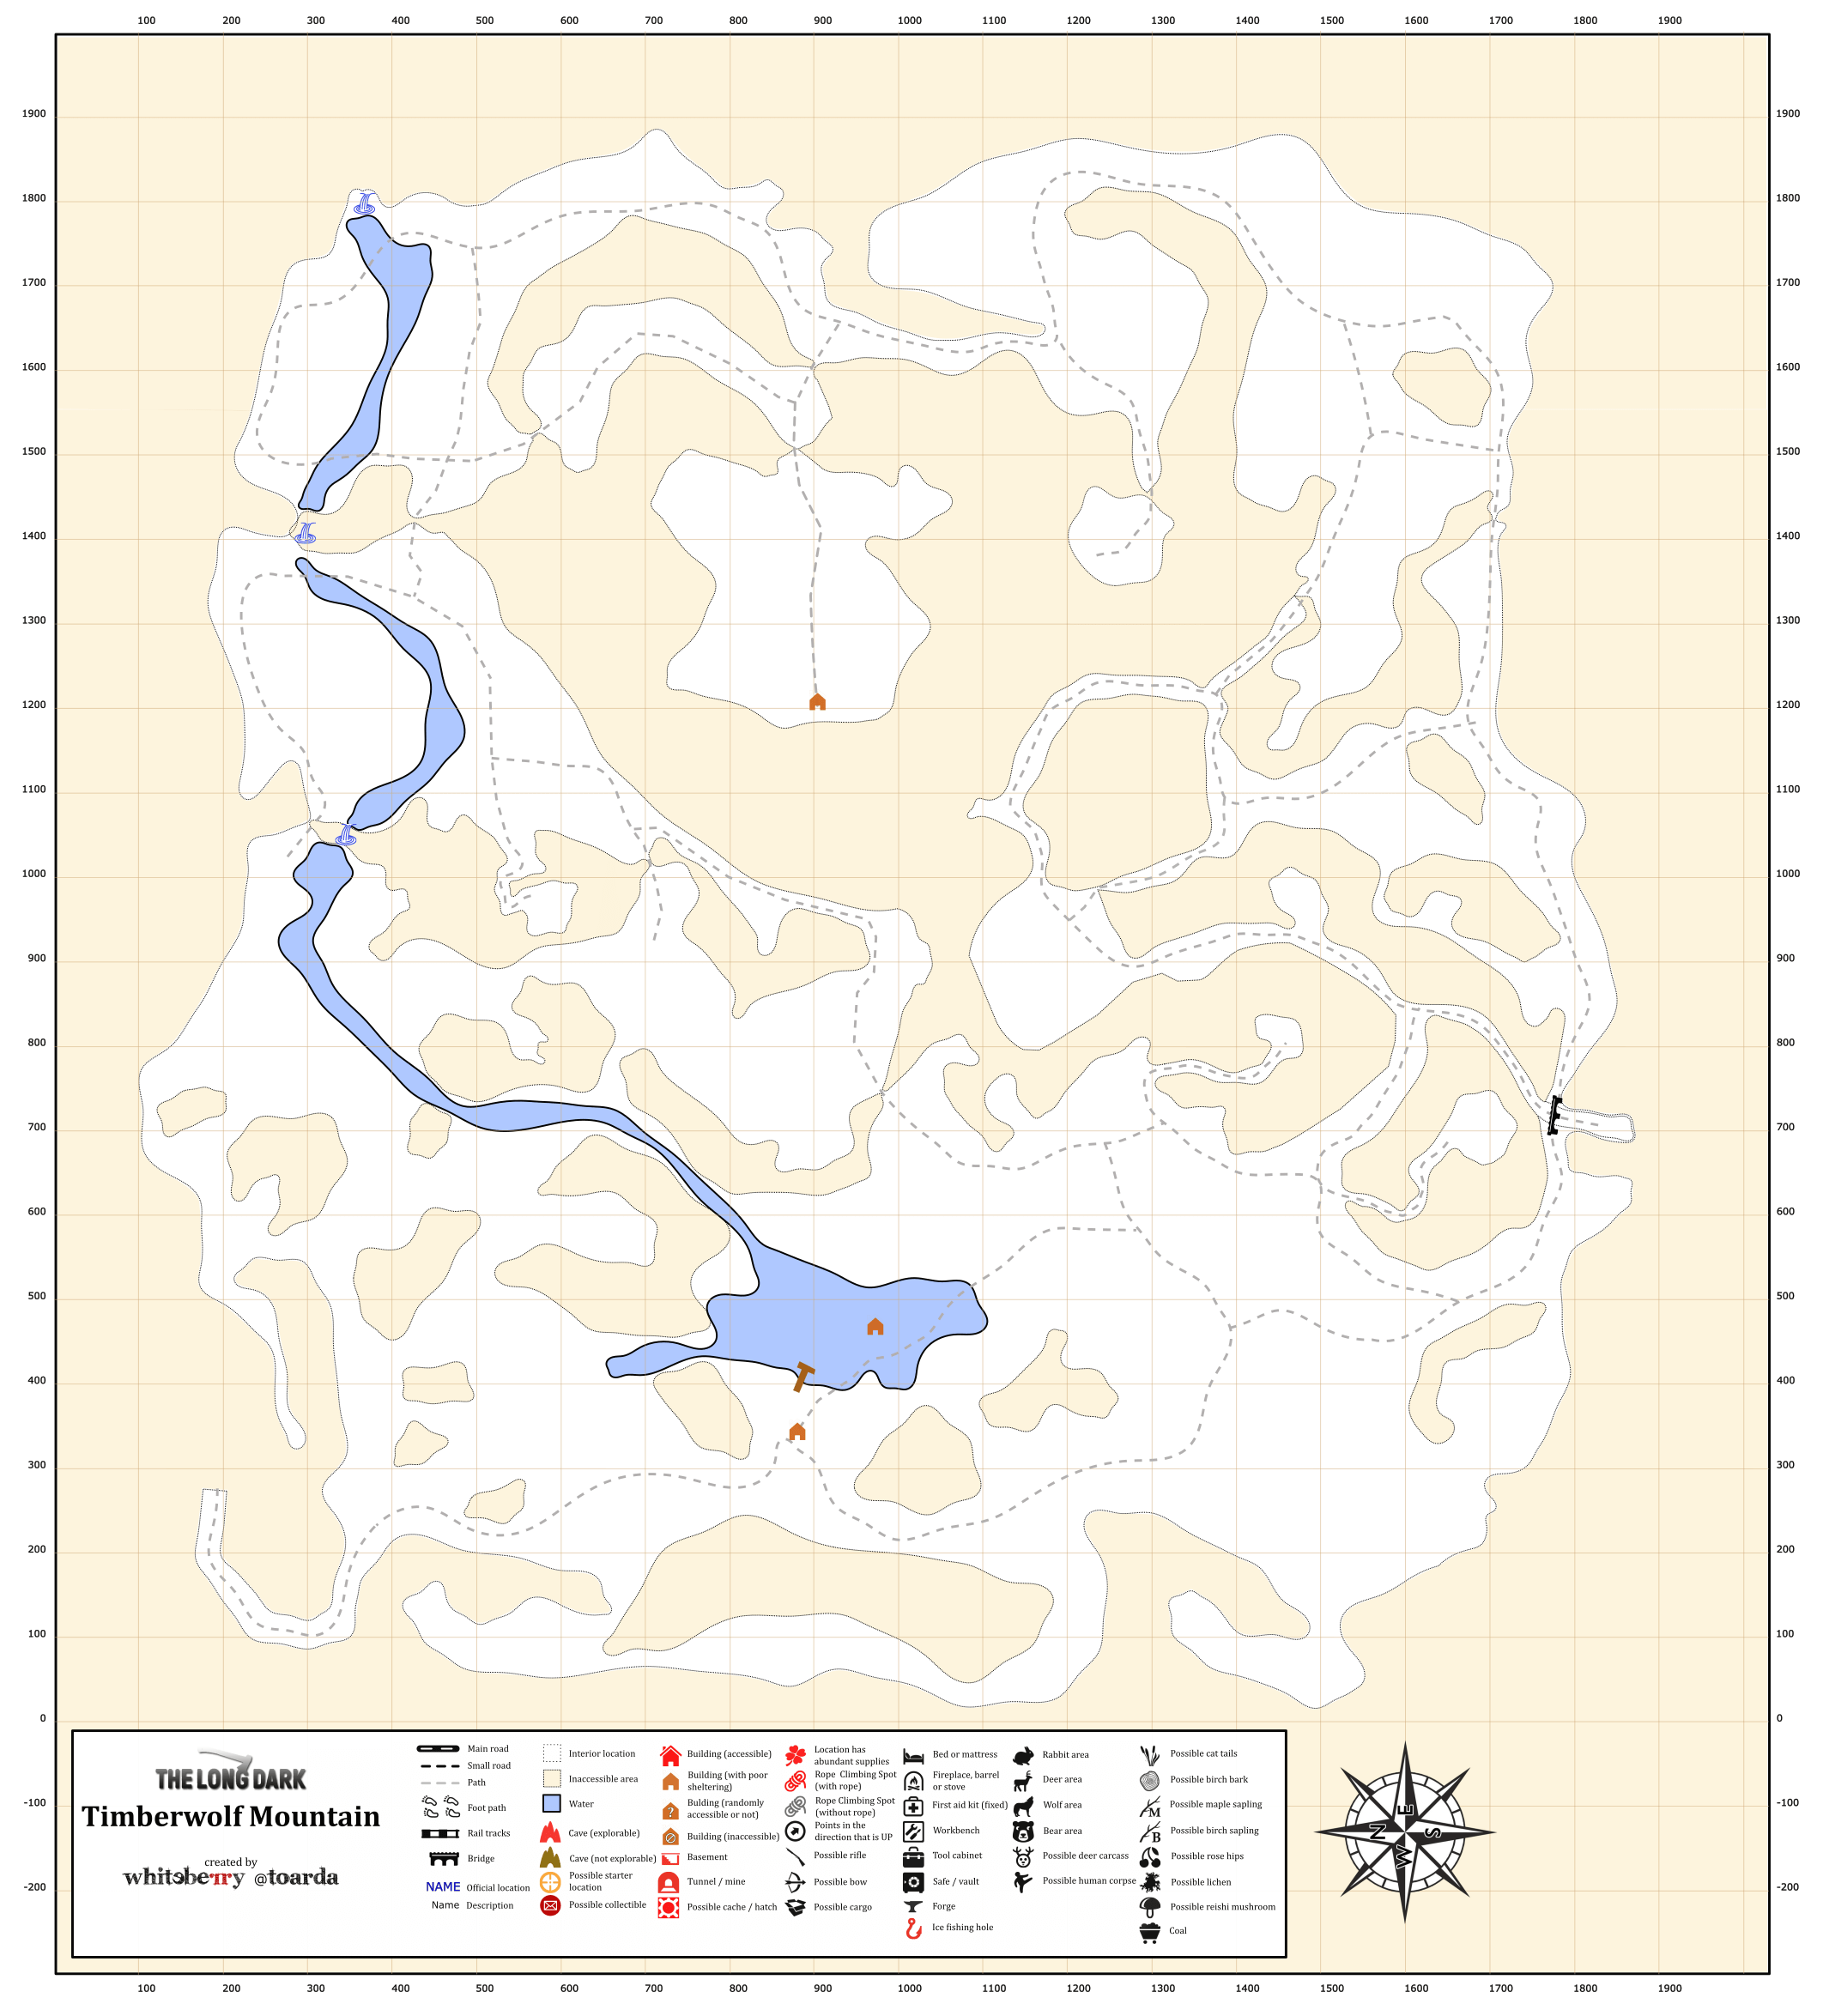 100 200 300 400 500 600 700 800 900 1000 1100 1200 1300 1400 1500 1600 1700 1800 1900
1900 1900
1800 1800
1700 1700
1600 1600
1500 1500
1400 1400
1300 1300
1200 1200
1100 1100
1000 1000
900 900
800 800
700 700
600 600
500 500
400 400
300 300
200 200
100 100
0 0
-100 -100
-200 -200
THE LONG DARK
Timberwolf Mountain
created by
whiteberry @toarda
Main road
Small road
Path
Foot path
Rail tracks
Bridge
NAME Official location
Name Description
Interior location
Inaccessible area
Water
Cave (explorable)
Cave (not explorable)
Possible starter
location
Possible collectible
Building (accessible)
Building (with poor
sheltering)
Bulding (randomly
accessible or not)
Building (inaccessible)
Basement
Tunnel / mine
Possible cache / hatch
Location has
abundant supplies
Rope Climbing Spot
(with rope)
Rope Climbing Spot
(without rope)
Points in the
direction that is UP
Possible rifle
Possible bow
Possible cargo
Bed or mattress
Fireplace, barrel
or stove
First aid kit (fixed)
Workbench
Tool cabinet
Safe / vault
Forge
Ice fishing hole
Rabbit area
Deer area
Wolf area
Bear area
Possible deer carcass
Possible human corpse
Possible cat tails
Possible birch bark
M Possible maple sapling
B Possible birch sapling
Possible rose hips
Possible lichen
Possible reishi mushroom
Coal
E
N S
W
100 200 300 400 500 600 700 800 900 1000 1100 1200 1300 1400 1500 1600 1700 1800 1900